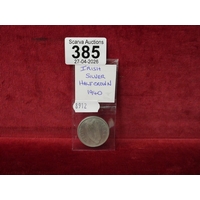 Scarva Auctions
385
27-04-2026
IRISH
SILVER
HALFCROWN
1940